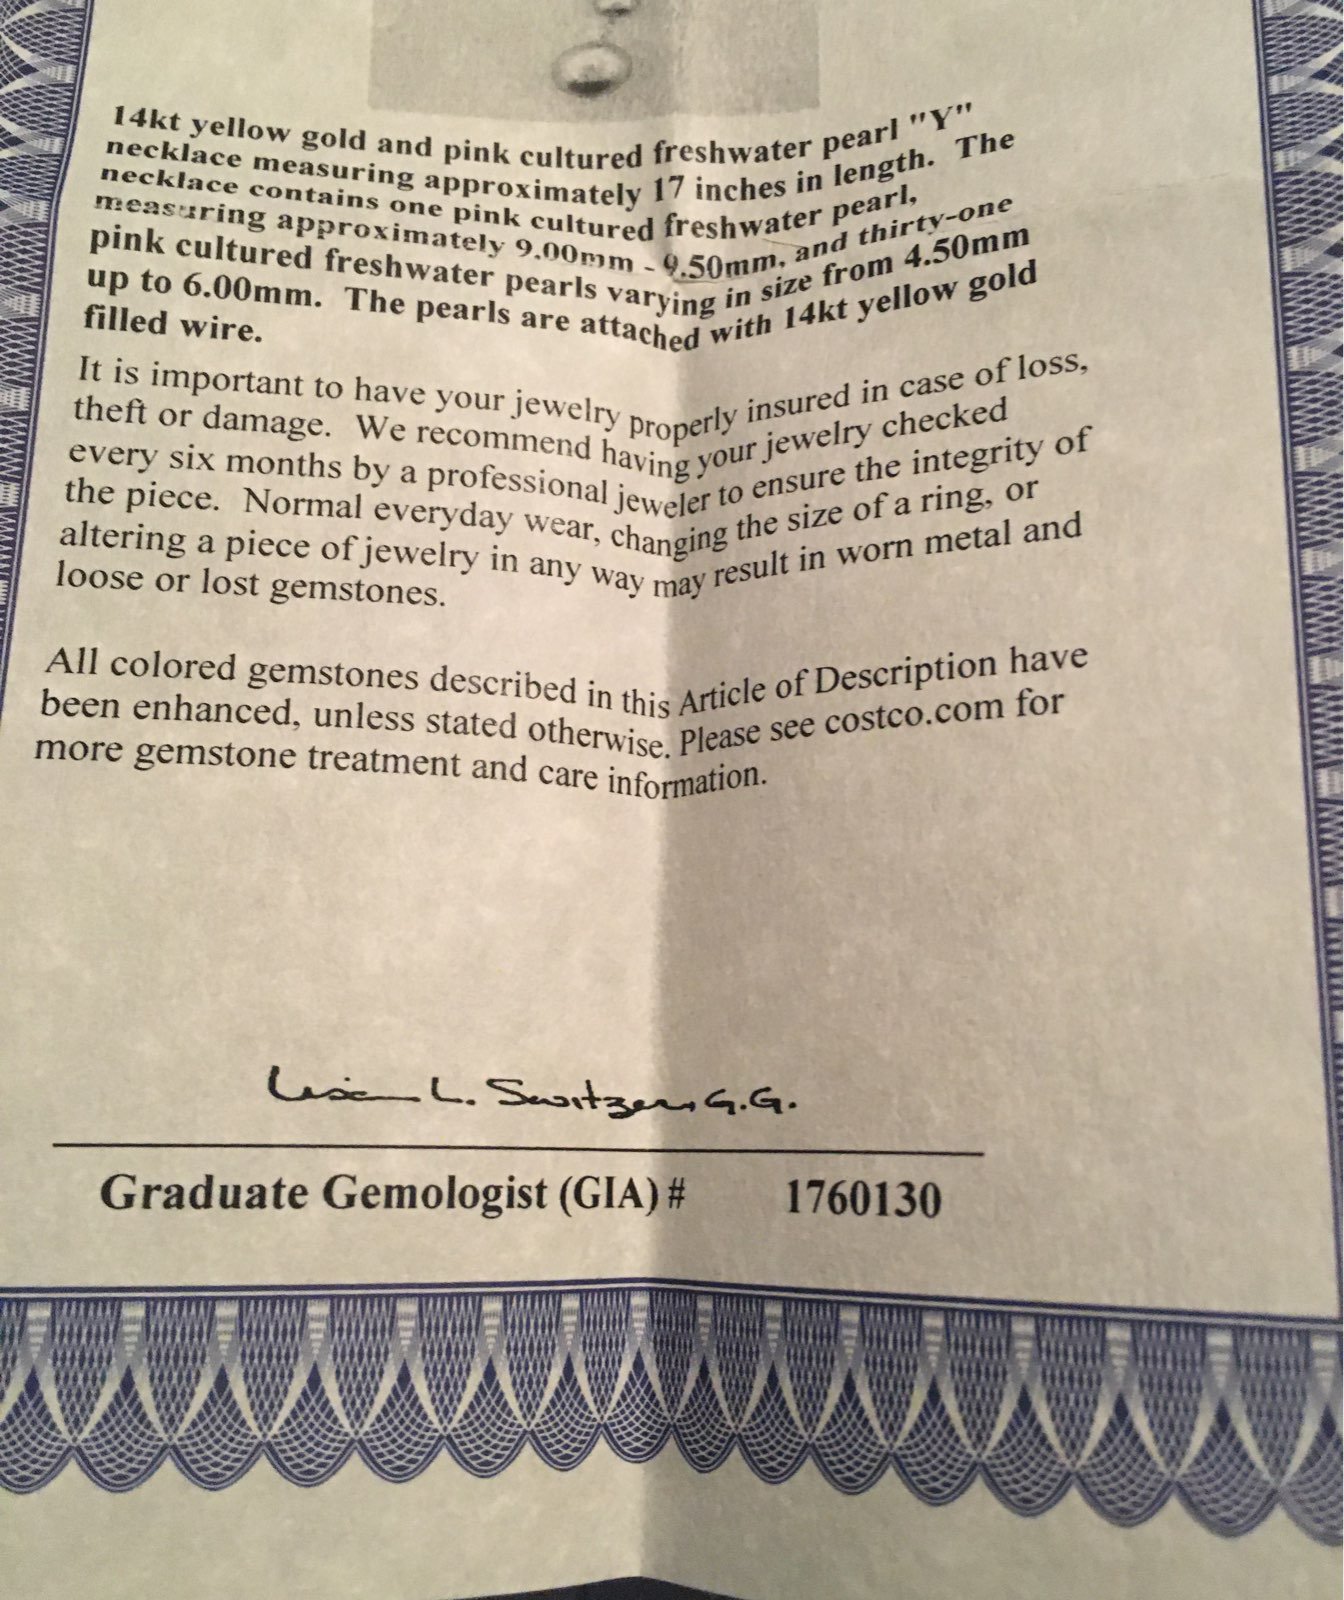 14kt yellow gold and pink cultured freshwater pearl "Y"
necklace measuring approximately 17 inches in length. The
necklace contains one pink cultured freshwater pearl,
measuring approximately 9.00mm - 9.50mm, and thirty-one
pink cultured freshwater pearls varying in size from 4.50mm
up to 6.00mm. The pearls are attached with 14kt yellow gold
filled wire.
It is important to have your jewelry properly insured in case of loss,
theft or damage. We recommend having your jewelry checked
every six months by a professional jeweler to ensure the integrity of
the piece. Normal everyday wear, changing the size of a ring, or
altering a piece of jewelry in any way may result in worn metal and
loose or lost gemstones.
All colored gemstones described in this Article of Description have
been enhanced, unless stated otherwise. Please see costco.com for
more gemstone treatment and care information.
L. Switzer, G.G.
Graduate Gemologist (GIA) # 1760130